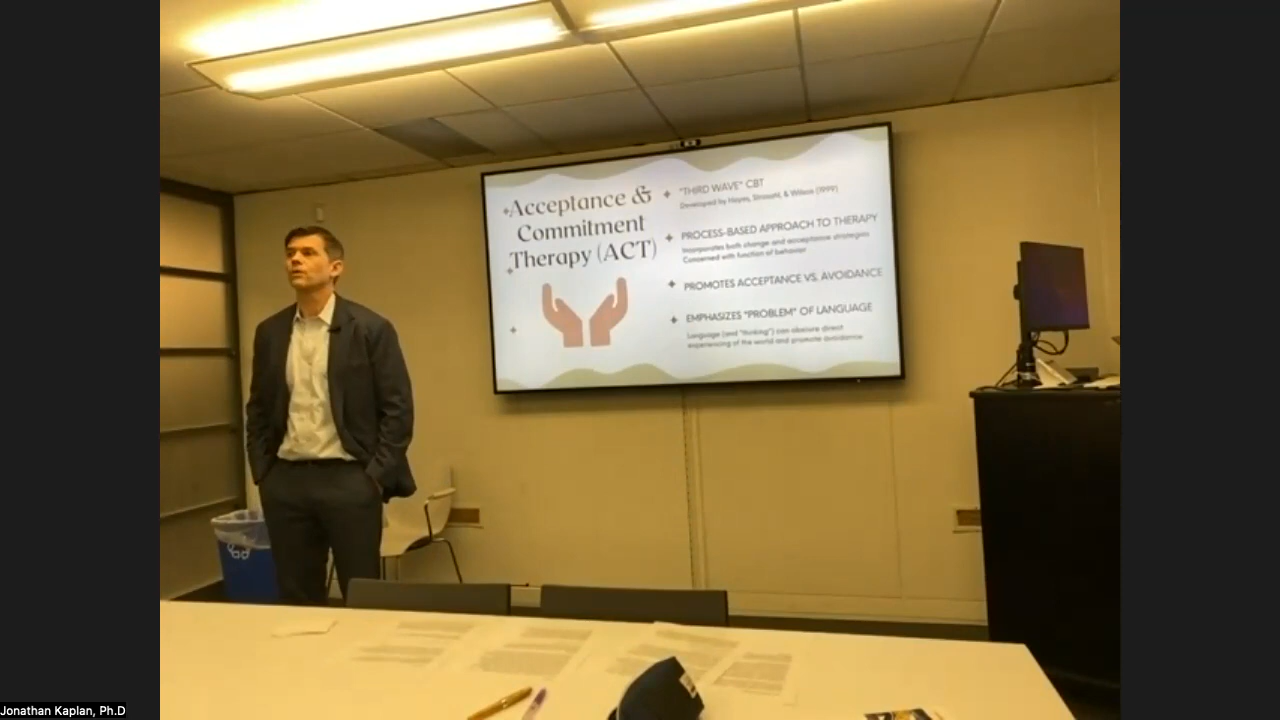 Acceptance &
Commitment
Therapy (ACT)
"THIRD WAVE" CBT
Developed by Hayes, Strosahl, & Wilson (1999)
PROCESS-BASED APPROACH TO THERAPY
Incorporates both change and acceptance strategies
Concerned with function of behavior
PROMOTES ACCEPTANCE VS. AVOIDANCE
EMPHASIZES "PROBLEM" OF LANGUAGE
Language (and "thinking") can obscure direct
experiencing of the world and promote avoidance
Jonathan Kaplan, Ph.D